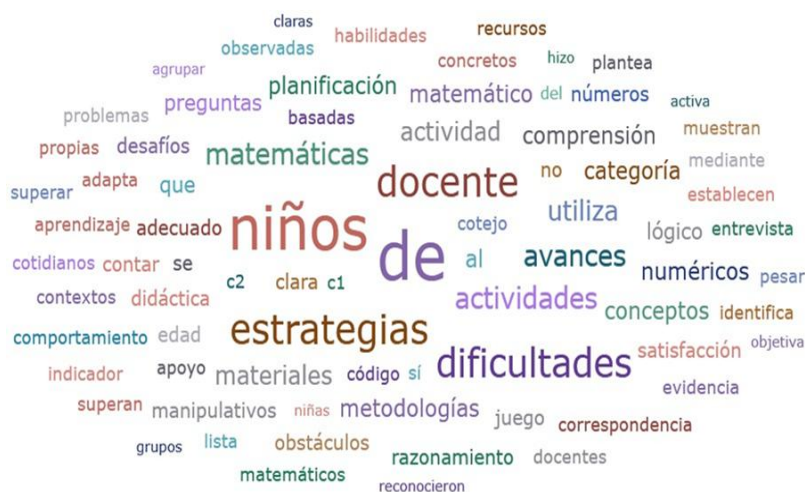 claras
observadas habilidades recursos
agrupar concretos hizo plantea
planificación matemático del números activa
problemas preguntas basadas
actividad comprensión muestran
propias desafíos matemáticas
docente no categoría mediante
superar adapta que establecen
niños utiliza
aprendizaje adecuado cotejo lógico entrevista
de
cotidianos contar se al avances numéricos pesar
c2 clara c1
contextos didáctica actividades conceptos identifica
comportamiento edad estrategias satisfacción objetiva
dificultades
indicador apoyo materiales código sí evidencia
superan manipulativos niñas metodologías juego correspondencia
grupos lista obstáculos razonamiento docentes
matemáticos reconocieron